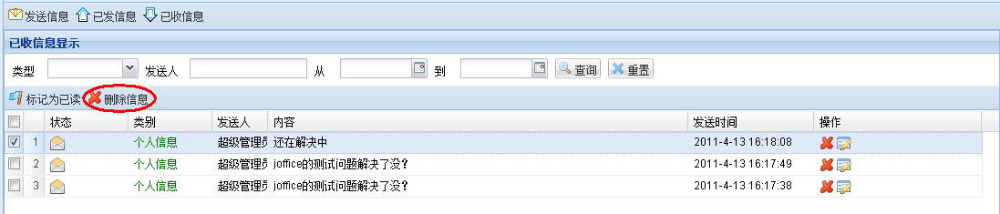 发送信息 已发信息 已收信息
已收信息显示
类型 发送人 从 到 查询 重置
标记为已读 删除信息
状态 类别 发送人 内容 发送时间 操作
1 个人信息 超级管理员 还在解决中 2011-4-13 16:18:08
2 个人信息 超级管理员 joffice的测试问题解决了没?
 2011-4-13 16:17:49
3 个人信息 超级管理员 joffice的测试问题解决了没? 2011-4-13 16:17:38